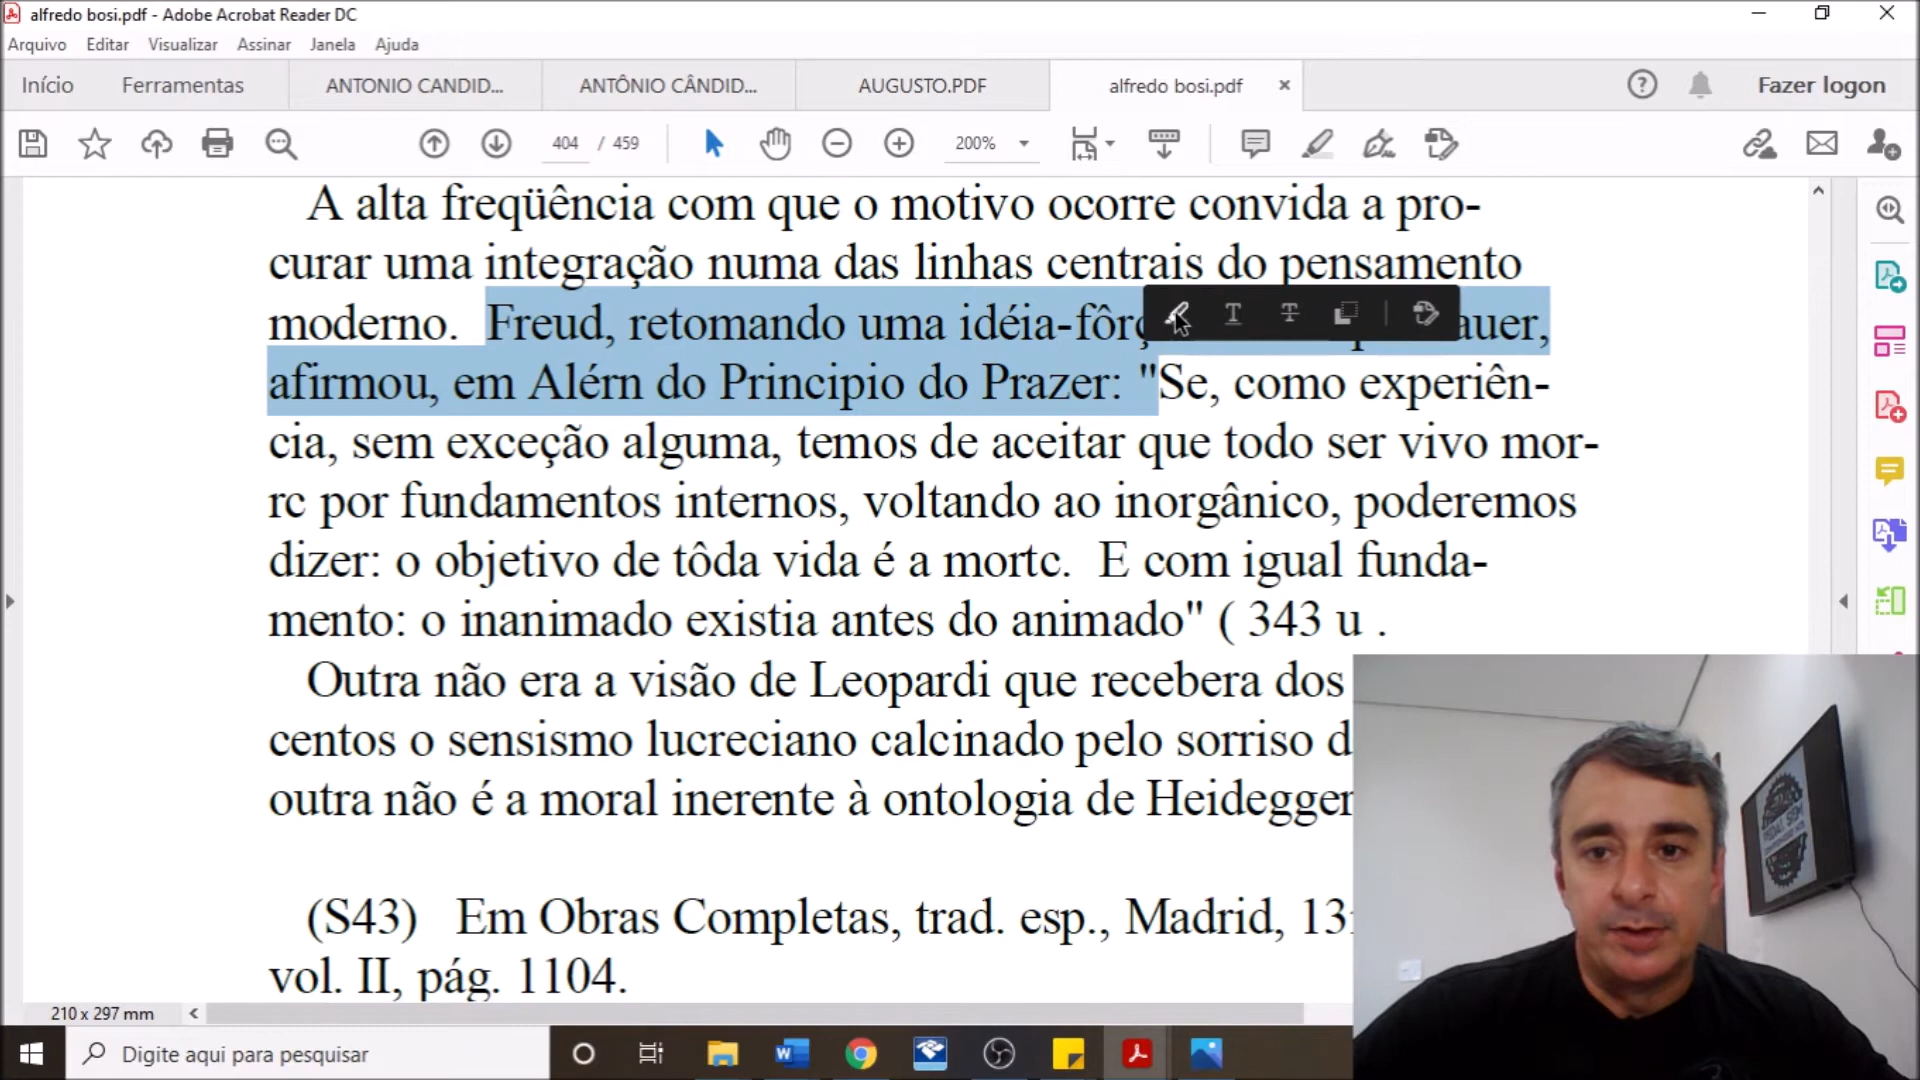 alfredo bosi.pdf - Adobe Acrobat Reader DC
Arquivo Editar Visualizar Assinar Janela Ajuda
Início Ferramentas ANTONIO CANDID... ANTÔNIO CÂNDID... AUGUSTO.PDF alfredo bosi.pdf × Fazer logon
404 / 459 200%
A alta freqüência com que o motivo ocorre convida a pro-
curar uma integração numa das linhas centrais do pensamento
moderno. Freud, retomando uma idéia-fôrç auer,
afirmou, em Alérn do Principio do Prazer: "Se, como experiên-
cia, sem exceção alguma, temos de aceitar que todo ser vivo mor-
rc por fundamentos internos, voltando ao inorgânico, poderemos
dizer: o objetivo de tôda vida é a mortc. E com igual funda-
mento: o inanimado existia antes do animado" ( 343 u .
Outra não era a visão de Leopardi que recebera dos
centos o sensismo lucreciano calcinado pelo sorriso d
outra não é a moral inerente à ontologia de Heidegger
(S43) Em Obras Completas, trad. esp., Madrid, 13
vol. II, pág. 1104.
210 x 297 mm
Digite aqui para pesquisar